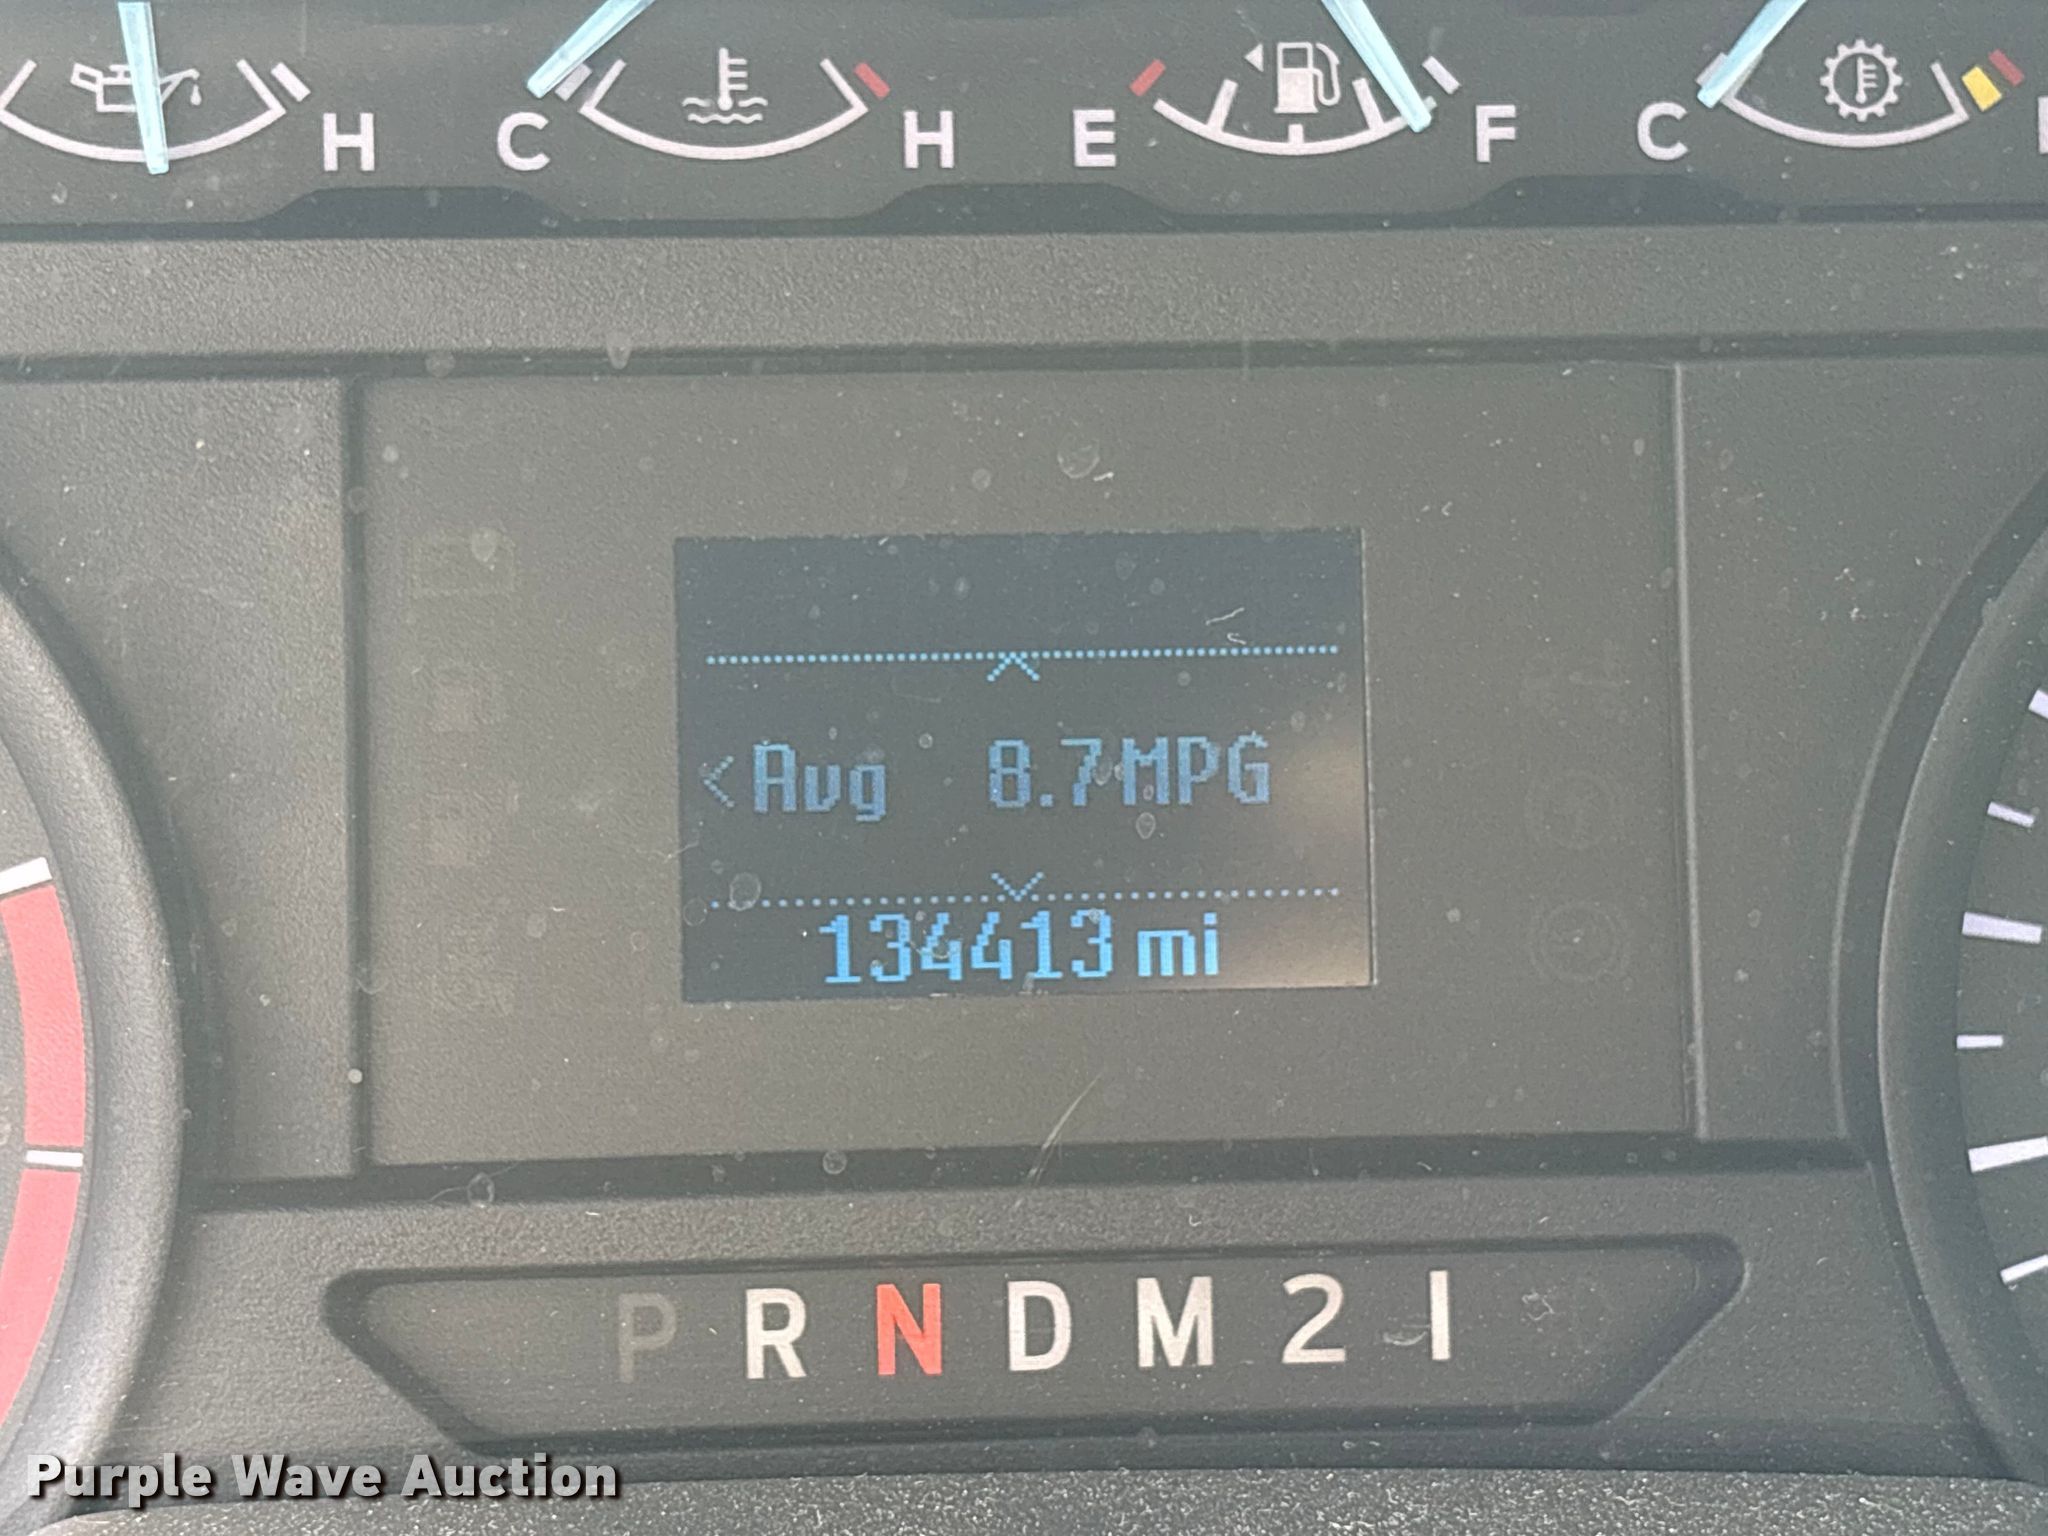 H C H E F C
<Avg 8.7MPG
134413 mi
P R N D M 2 1
Purple Wave Auction